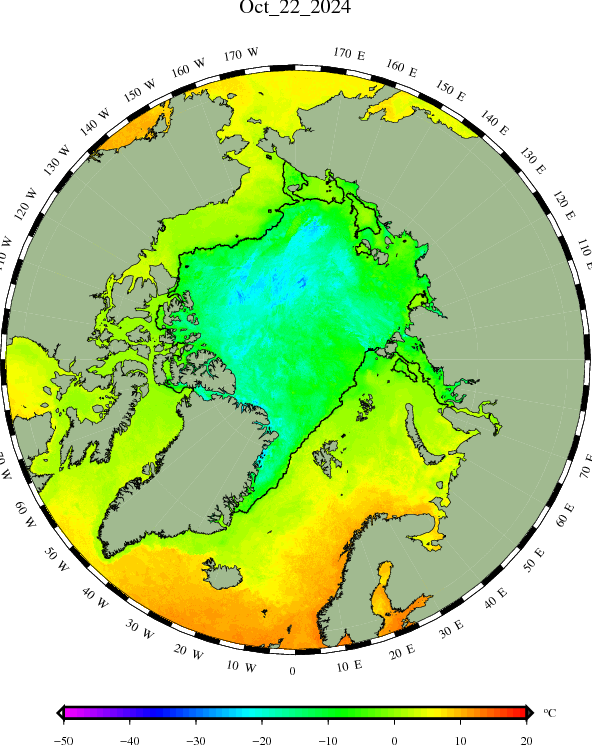 Oct_22_2024
170 W
170 E
160 W
160 E
150 W
150 E
140 W
140 E
130 W
130 E
120 W
120 E
110 E
70 E
60 W
60 E
50 W
50 E
40 W
40 E
30 W
30 E
20 W
20 E
10 W
10 E
0
°C
−50 −40 −30 −20 −10 0 10 20